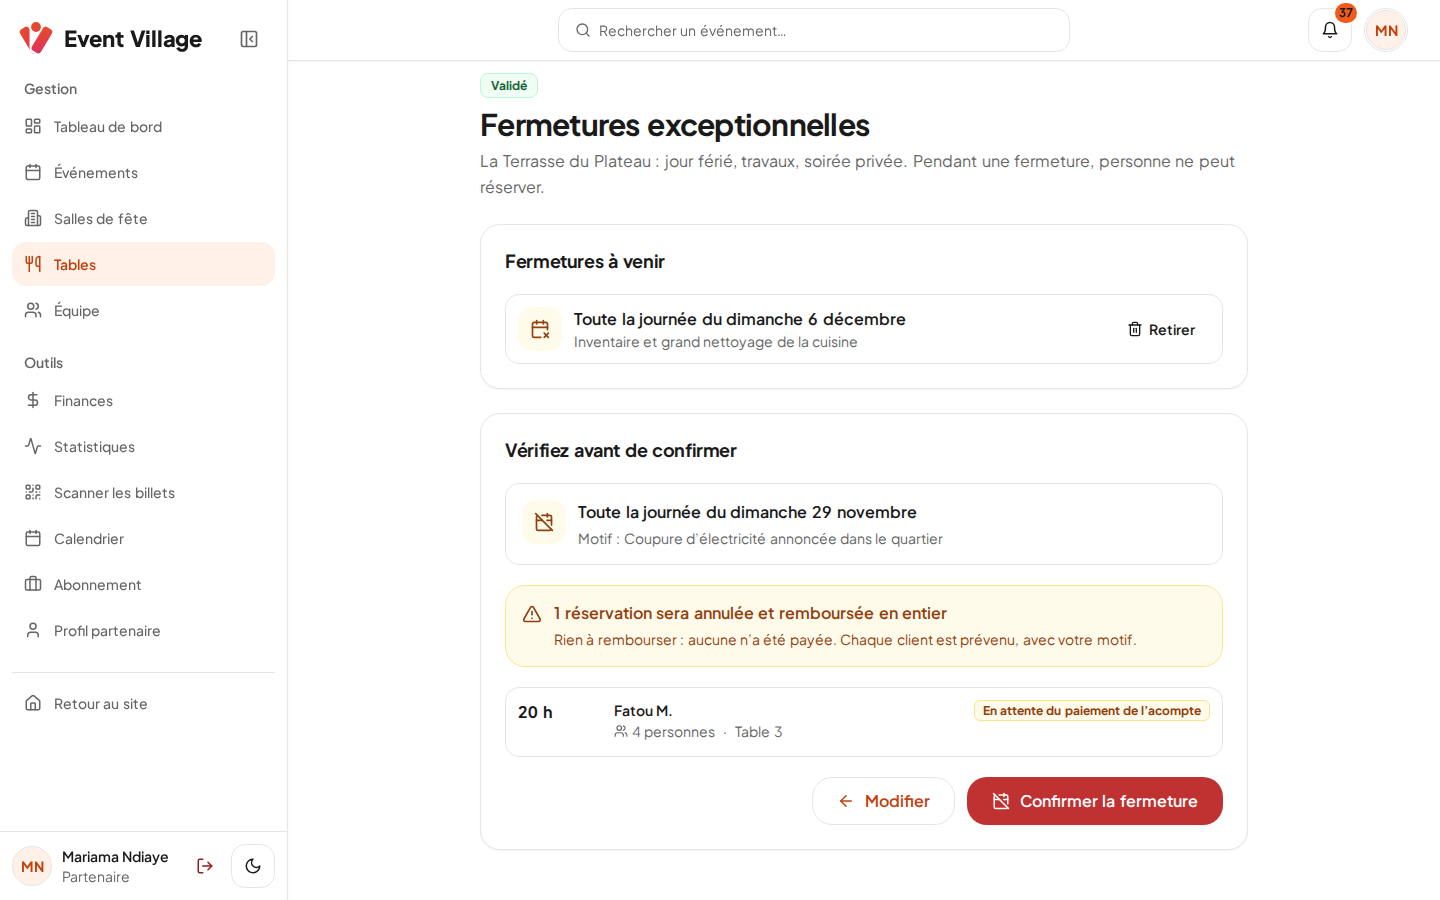 Event Village
Rechercher un événement…
37
MN
Gestion
Tableau de bord
Événements
Salles de fête
Tables
Équipe
Outils
Finances
Statistiques
Scanner les billets
Calendrier
Abonnement
Profil partenaire
Retour au site
MN
Mariama Ndiaye
Partenaire
Validé
Fermetures exceptionnelles
La Terrasse du Plateau : jour férié, travaux, soirée privée. Pendant une fermeture, personne ne peut
réserver.
Fermetures à venir
Toute la journée du dimanche 6 décembre
Inventaire et grand nettoyage de la cuisine
Retirer
Vérifiez avant de confirmer
Toute la journée du dimanche 29 novembre
Motif : Coupure d’électricité annoncée dans le quartier
1 réservation sera annulée et remboursée en entier
Rien à rembourser : aucune n’a été payée. Chaque client est prévenu, avec votre motif.
20 h
Fatou M.
En attente du paiement de l’acompte
4 personnes · Table 3
Modifier
Confirmer la fermeture